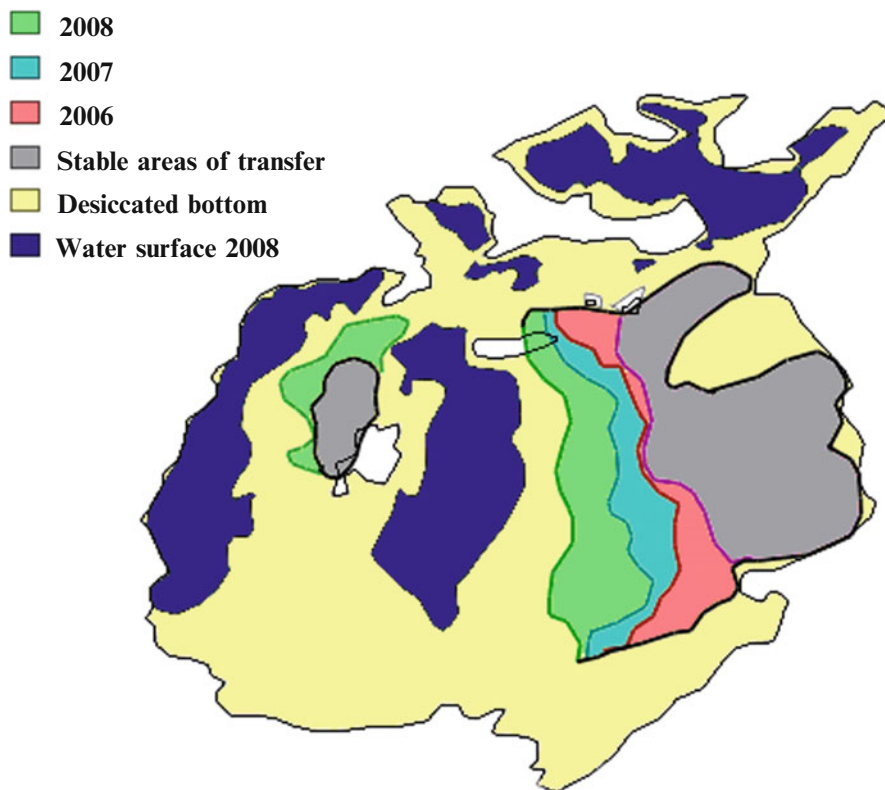 2008
2007
2006
Stable areas of transfer
Desiccated bottom
Water surface 2008